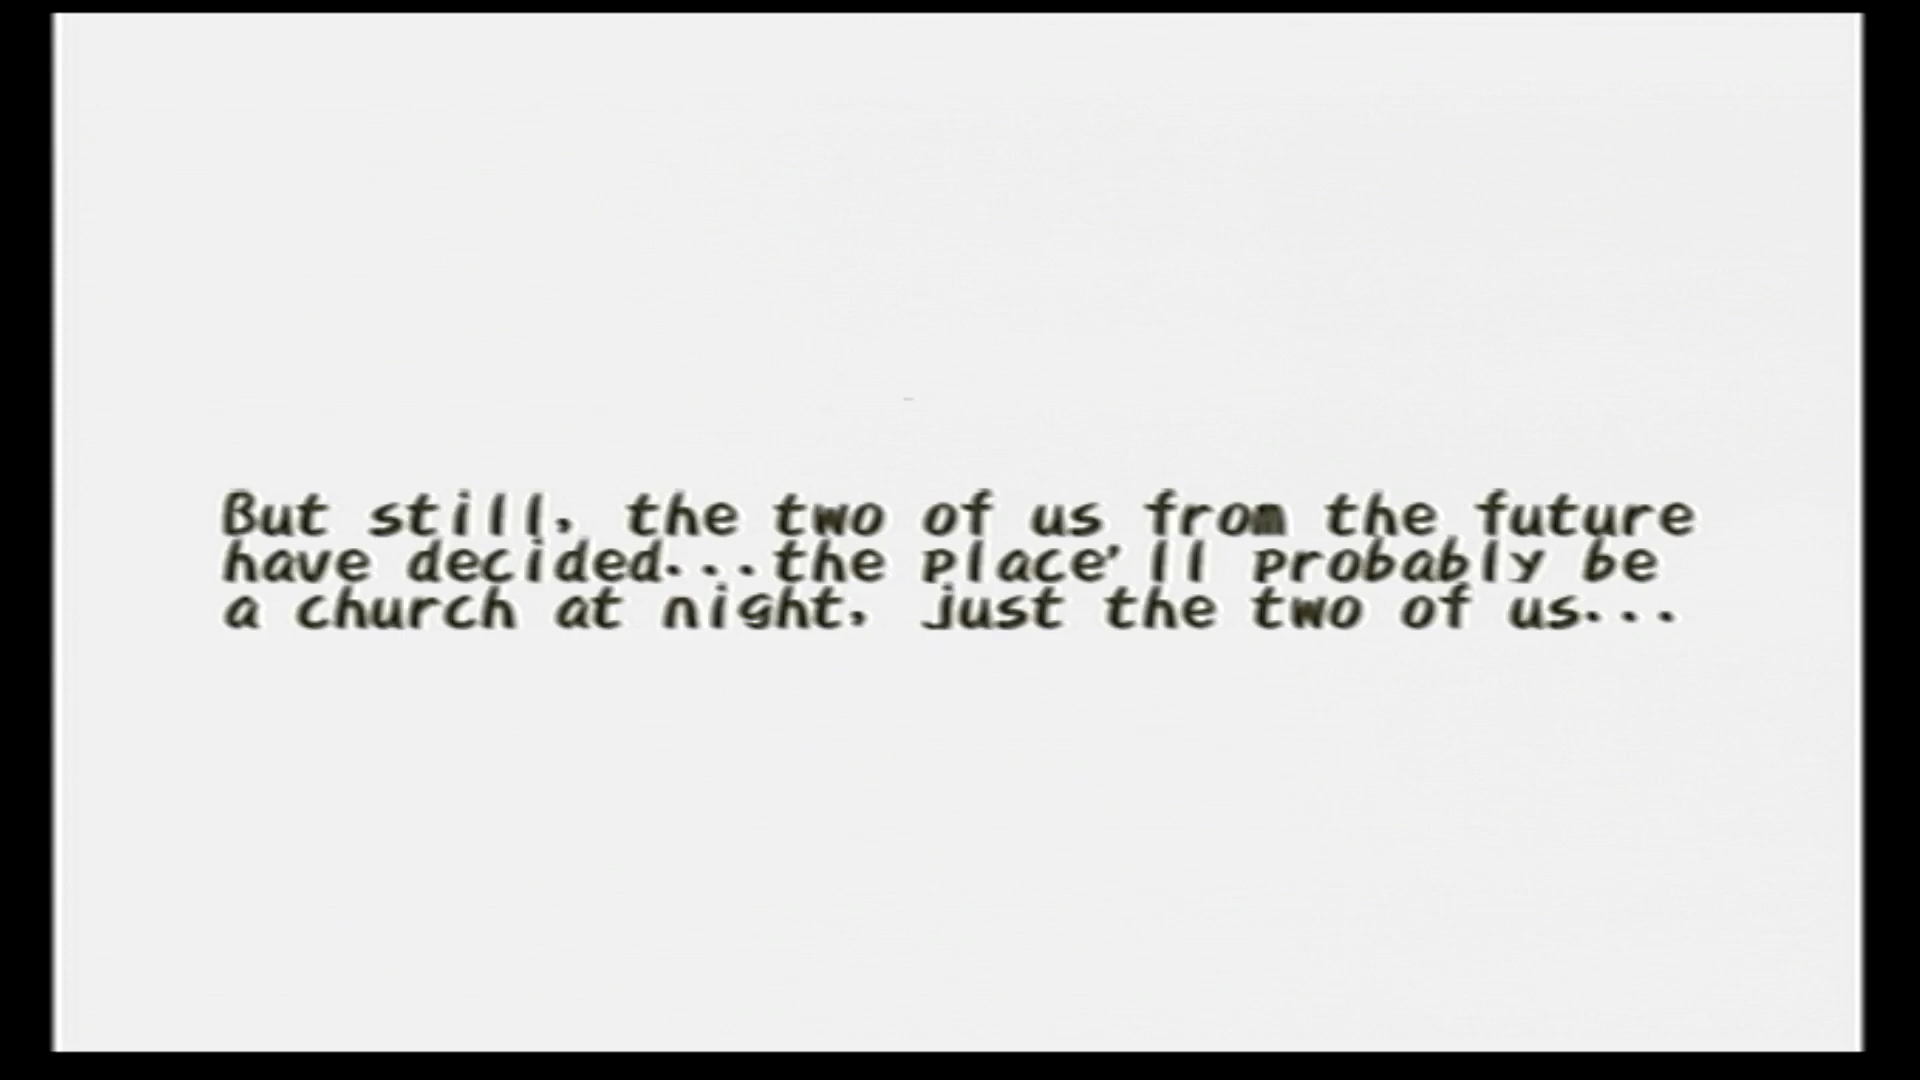 But still, the two of us from the future
have decided...the place'll probably be
a church at night, just the two of us...